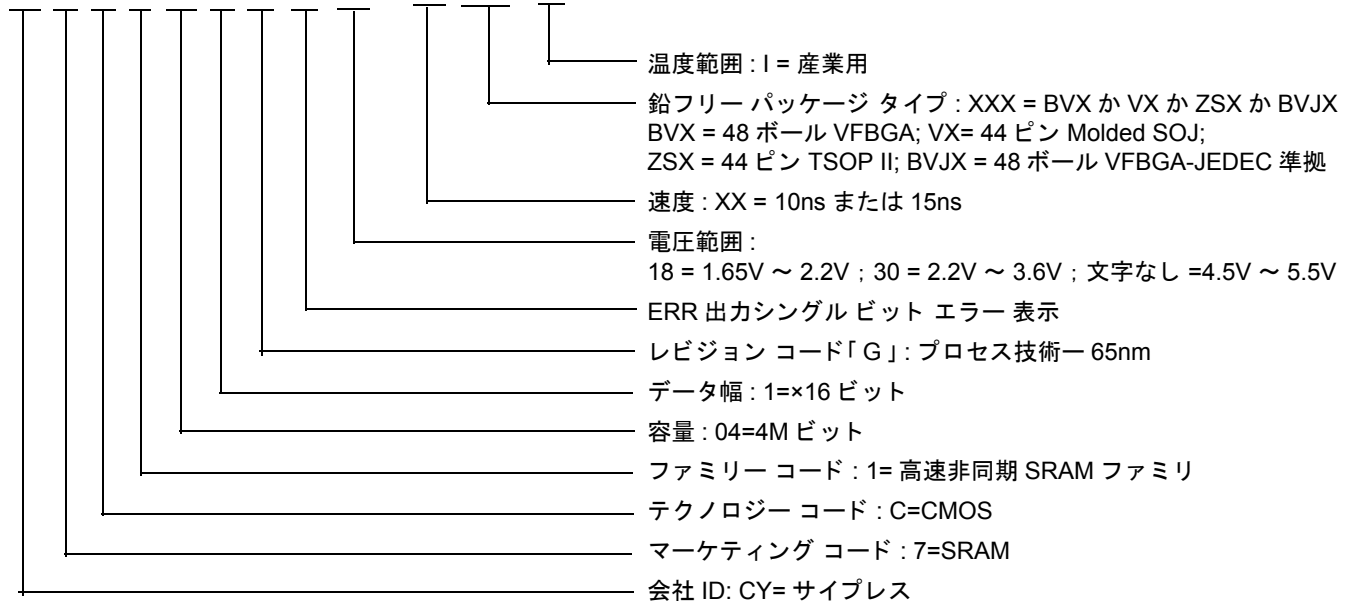 温度範囲 : I = 産業用
鉛フリー パッケージ タイプ : XXX = BVX か VX か ZSX か BVJX
BVX = 48 ボール VFBGA; VX= 44 ピン Molded SOJ;
ZSX = 44 ピン TSOP II; BVJX = 48 ボール VFBGA-JEDEC 準拠
速度 : XX = 10ns または 15ns
電圧範囲 :
18 = 1.65V ～ 2.2V ; 30 = 2.2V ～ 3.6V ; 文字なし =4.5V ～ 5.5V
ERR 出力シングル ビット エラー 表示
レビジョン コード「 G 」: プロセス技術ー 65nm
データ幅 : 1=×16 ビット
容量 : 04=4M ビット
ファミリー コード : 1= 高速非同期 SRAM ファミリ
テクノロジー コード : C=CMOS
マーケティング コード : 7=SRAM
会社 ID: CY= サイプレス